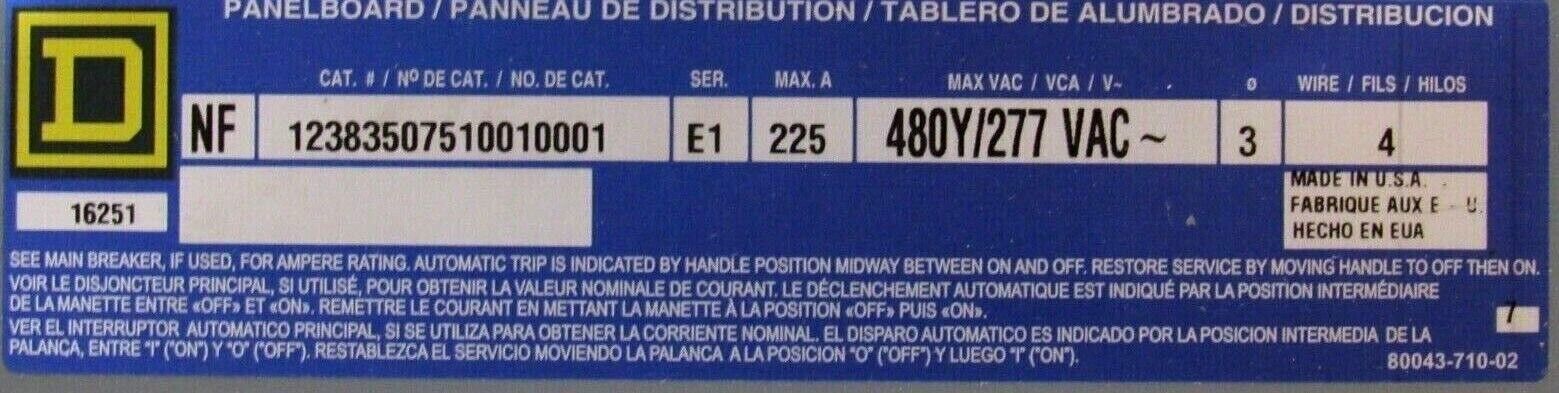 PANELBOARD / PANNEAU DE DISTRIBUTION / TABLERO DE ALUMBRADO / DISTRIBUCION
D
CAT. # / Nº DE CAT. / NO. DE CAT. SER. MAX. A MAX VAC / VCA / V~ ø WIRE / FILS / HILOS
NF 12383507510010001 E1 225 480Y/277 VAC ~ 3 4
16251
MADE IN U.S.A.
FABRIQUE AUX E - U.
HECHO EN EUA
SEE MAIN BREAKER, IF USED, FOR AMPERE RATING. AUTOMATIC TRIP IS INDICATED BY HANDLE POSITION MIDWAY BETWEEN ON AND OFF. RESTORE SERVICE BY MOVING HANDLE TO OFF THEN ON.
VOIR LE DISJONCTEUR PRINCIPAL, SI UTILISÉ, POUR OBTENIR LA VALEUR NOMINALE DE COURANT. LE DÉCLENCHEMENT AUTOMATIQUE EST INDIQUÉ PAR LA POSITION INTERMÉDIAIRE
DE LA MANETTE ENTRE «OFF» ET «ON». REMETTRE LE COURANT EN METTANT LA MANETTE À LA POSITION «OFF» PUIS «ON».
7
VER EL INTERRUPTOR AUTOMATICO PRINCIPAL, SI SE UTILIZA PARA OBTENER LA CORRIENTE NOMINAL. EL DISPARO AUTOMATICO ES INDICADO POR LA POSICION INTERMEDIA DE LA
PALANCA, ENTRE "I" ("ON") Y "O" ("OFF"). RESTABLEZCA EL SERVICIO MOVIENDO LA PALANCA A LA POSICION "O" ("OFF") Y LUEGO "I" ("ON").
80043-710-02